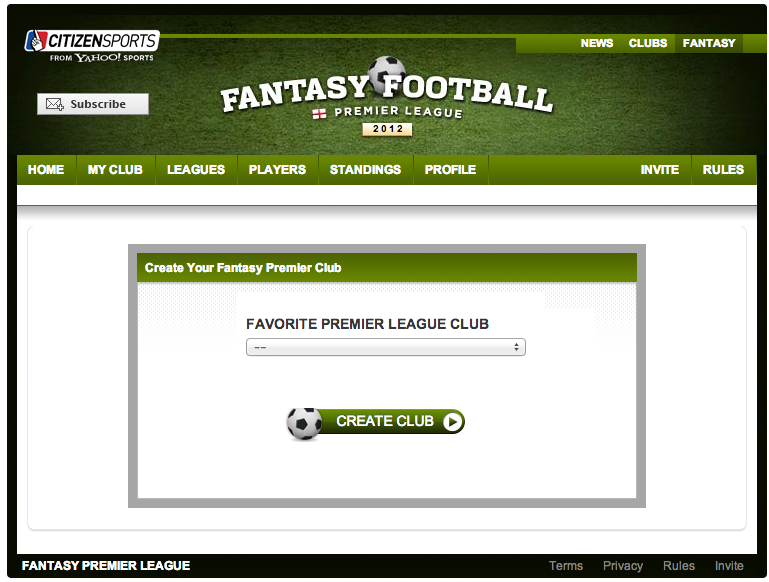 CITIZENSPORTS
FROM YAHOO! SPORTS
NEWS CLUBS FANTASY
Subscribe
FANTASY FOOTBALL
PREMIER LEAGUE
2012
HOME MY CLUB LEAGUES PLAYERS STANDINGS PROFILE INVITE RULES
Create Your Fantasy Premier Club
FAVORITE PREMIER LEAGUE CLUB
--
CREATE CLUB
FANTASY PREMIER LEAGUE Terms Privacy Rules Invite